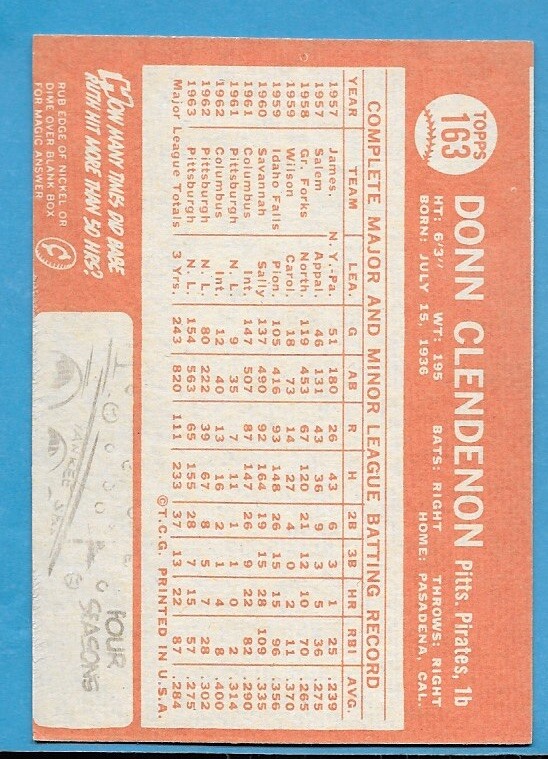 TOPPS
163
DONN CLENDENON Pitts. Pirates, 1b
HT: 6'3" WT: 195 BATS: RIGHT THROWS: RIGHT
BORN: JULY 15, 1936 HOME: PASADENA, CAL.
COMPLETE MAJOR AND MINOR LEAGUE BATTING RECORD
YEAR TEAM LEA. G AB R H 2B 3B HR RBI AVG.
1957 James. N.Y.-Pa. 51 180 26 43 6 3 1 25 .239
1957 Salem Appal. 46 131 43 36 9 3 5 36 .275
1958 Gr. Forks North. 119 453 67 120 21 12 10 70 .265
1959 Wilson Carol. 18 73 14 27 4 0 2 11 .370
1959 Idaho Falls Pion. 105 416 93 148 26 15 15 96 .356
1960 Savannah Sally 137 490 92 164 19 15 28 109 .335
1961 Columbus Int. 147 507 87 147 26 9 22 82 .290
1961 Pittsburgh N. L. 9 35 7 11 1 1 0 2 .314
1962 Columbus Int. 13 40 13 16 2 1 4 8 .400
1962 Pittsburgh N. L. 80 222 39 67 8 5 7 28 .302
1963 Pittsburgh N. L. 154 563 65 155 28 7 15 57 .275
Major League Totals 3 Yrs. 243 820 111 233 37 13 22 87 .284
©T.C.G. PRINTED IN U.S.A.
HOW MANY TIMES DID BABE
RUTH HIT MORE THAN 50 HRS?
RUB EDGE OF NICKEL OR
DIME OVER BLANK BOX
FOR MAGIC ANSWER
YANKEE
FOUR
SEASONS